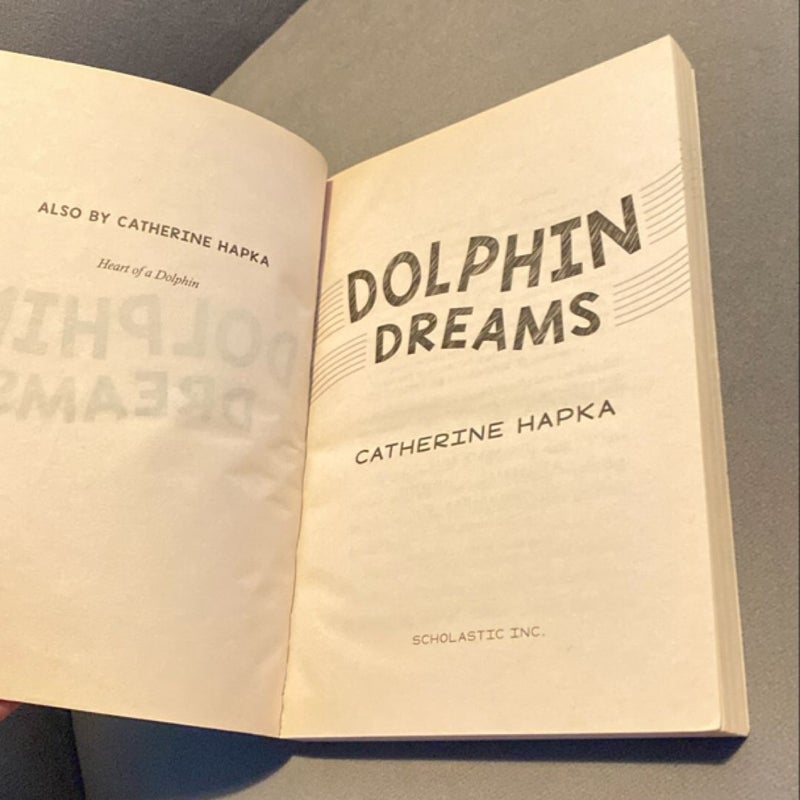 ALSO BY CATHERINE HAPKA
Heart of a Dolphin
DOLPHIN
DREAMS
CATHERINE HAPKA
SCHOLASTIC INC.